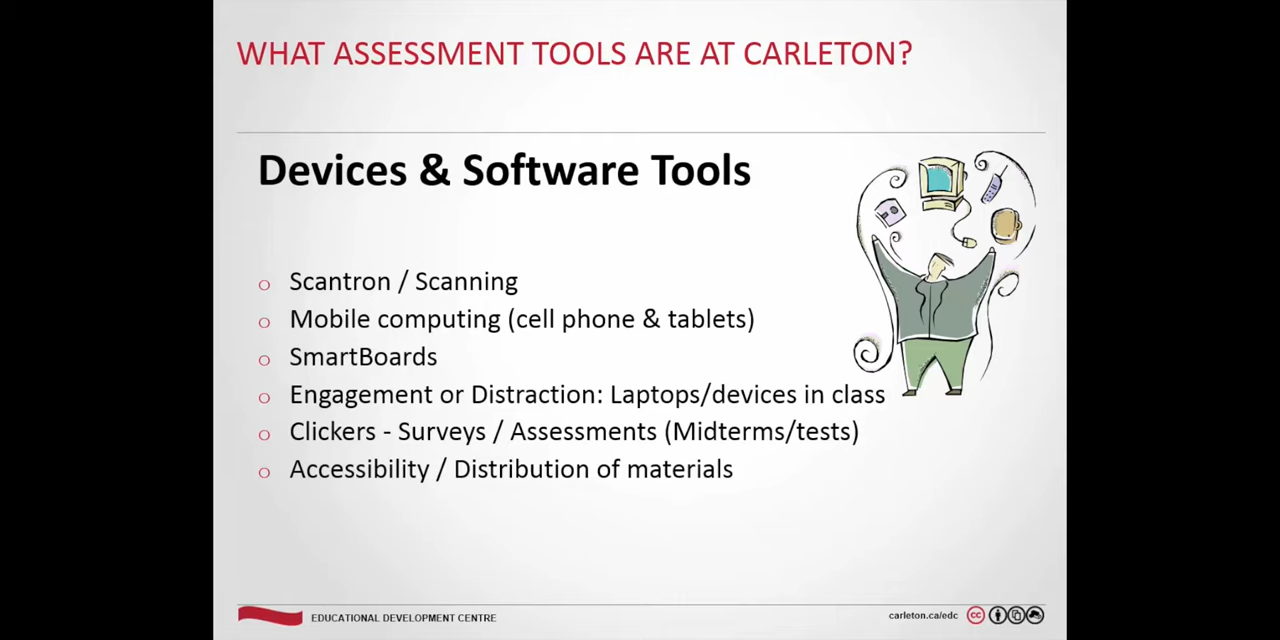 WHAT ASSESSMENT TOOLS ARE AT CARLETON?
Devices & Software Tools
o Scantron / Scanning
o Mobile computing (cell phone & tablets)
o SmartBoards
o Engagement or Distraction: Laptops/devices in class
o Clickers - Surveys / Assessments (Midterms/tests)
o Accessibility / Distribution of materials
EDUCATIONAL DEVELOPMENT CENTRE
carleton.ca/edc
cc